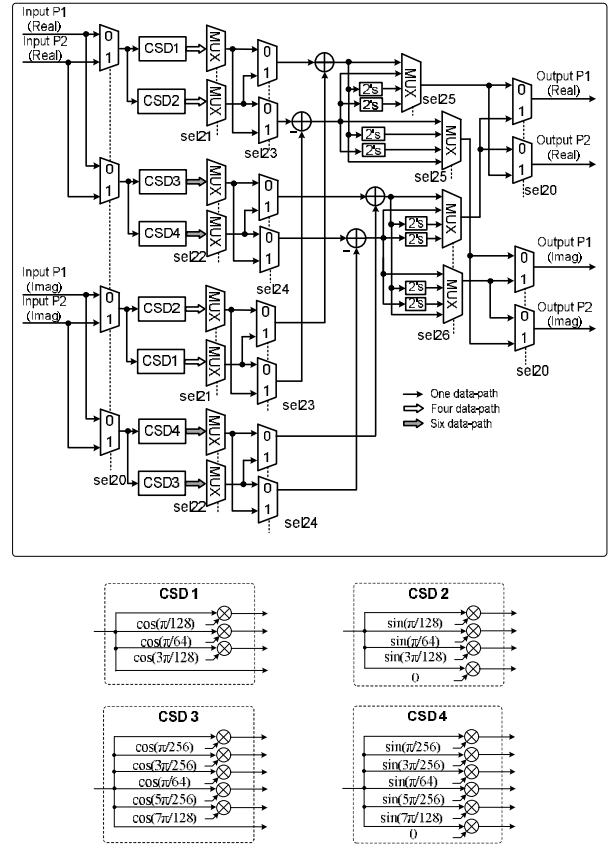 Input P1
(Real)
Input P2
(Real)
0
1
CSD1
CSD2
MUX
MUX
sel21
0
1
0
1
sel23
2's
2's
MUX
sel25
2's
2's
MUX
sel25
0
1
0
1
sel20
Output P1
(Real)
Output P2
(Real)
0
1
CSD3
CSD4
MUX
MUX
sel22
0
1
0
1
sel24
2's
2's
MUX
2's
2's
MUX
sel26
0
1
0
1
sel20
Output P1
(Imag)
Output P2
(Imag)
Input P1
(Imag)
Input P2
(Imag)
0
1
CSD2
CSD1
MUX
MUX
sel21
0
1
0
1
sel23
0
1
sel20
CSD4
CSD3
MUX
MUX
sel22
0
1
0
1
sel24
One data-path
Four data-path
Six data-path
CSD 1
cos(π/128)
cos(π/64)
cos(3π/128)
CSD 2
sin(π/128)
sin(π/64)
sin(3π/128)
0
CSD 3
cos(π/256)
cos(3π/256)
cos(π/64)
cos(5π/256)
cos(7π/128)
CSD 4
sin(π/256)
sin(3π/256)
sin(π/64)
sin(5π/256)
sin(7π/128)
0